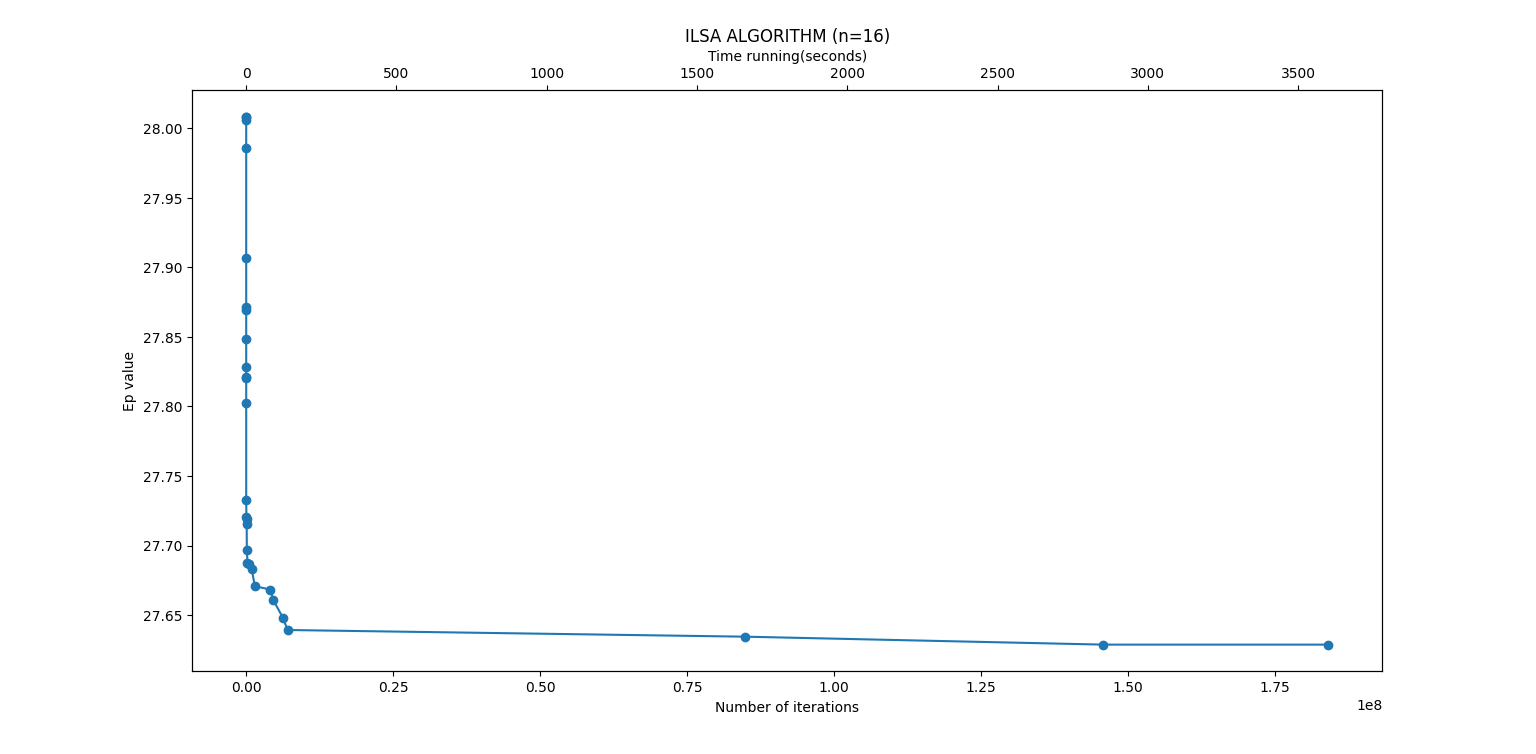 ILSA ALGORITHM (n=16)
Time running(seconds)
0 500 1000 1500 2000 2500 3000 3500
28.00
27.95
27.90
27.85
27.80
27.75
27.70
27.65
Ep value
0.00 0.25 0.50 0.75 1.00 1.25 1.50 1.75
1e8
Number of iterations